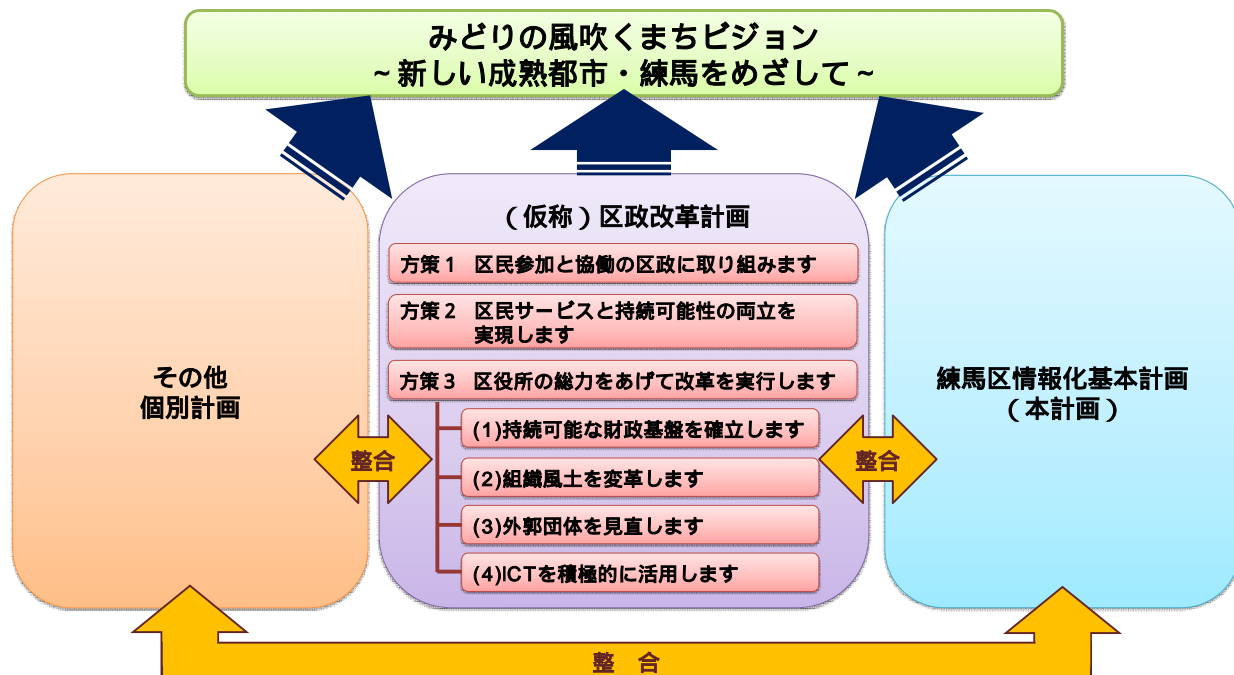 みどりの風吹くまちビジョン
~新しい成熟都市・練馬をめざして~
(仮称)区政改革計画
方策1 区民参加と協働の区政に取り組みます
方策2 区民サービスと持続可能性の両立を
実現します
方策3 区役所の総力をあげて改革を実行します
(1)持続可能な財政基盤を確立します
(2)組織風土を変革します
(3)外郭団体を見直します
(4)ICTを積極的に活用します
その他
個別計画
練馬区情報化基本計画
(本計画)
整合
整合
整 合